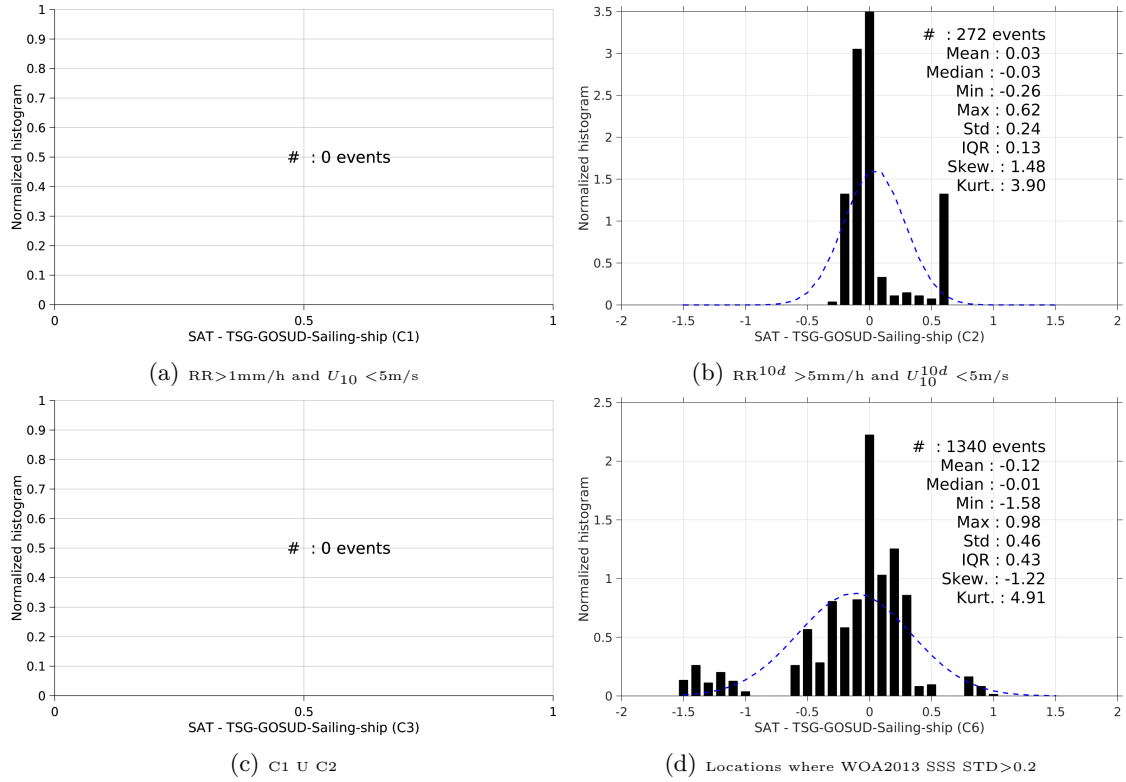 1
0.9
0.8
0.7
0.6
0.5
0.4
0.3
0.2
0.1
0
Normalized histogram
# : 0 events
0 0.5 1
SAT - TSG-GOSUD-Sailing-ship (C1)
(a) RR>1mm/h and U10 <5m/s
3.5
3
2.5
2
1.5
1
0.5
0
Normalized histogram
# : 272 events
Mean : 0.03
Median : -0.03
Min : -0.26
Max : 0.62
Std : 0.24
IQR : 0.13
Skew. : 1.48
Kurt. : 3.90
-2 -1.5 -1 -0.5 0 0.5 1 1.5 2
SAT - TSG-GOSUD-Sailing-ship (C2)
(b) RR^10d >5mm/h and U_10^10d <5m/s
1
0.9
0.8
0.7
0.6
0.5
0.4
0.3
0.2
0.1
0
Normalized histogram
# : 0 events
0 0.5 1
SAT - TSG-GOSUD-Sailing-ship (C3)
(c) C1 U C2
2.5
2
1.5
1
0.5
0
Normalized histogram
# : 1340 events
Mean : -0.12
Median : -0.01
Min : -1.58
Max : 0.98
Std : 0.46
IQR : 0.43
Skew. : -1.22
Kurt. : 4.91
-2 -1.5 -1 -0.5 0 0.5 1 1.5 2
SAT - TSG-GOSUD-Sailing-ship (C6)
(d) Locations where WOA2013 SSS STD>0.2